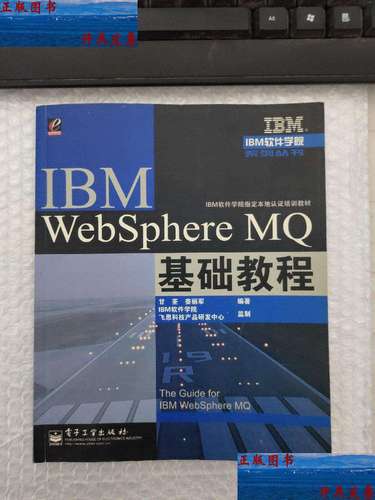 正版图书
IBM
IBM软件学院
IBM
IBM软件学院指定本地认证培训教材
WebSphere MQ
基础教程
甘荃 秦丽军 编著
IBM软件学院
飞思科技产品研发中心 监制
19
R
The Guide for
IBM WebSphere MQ
电子工业出版社
PUBLISHING HOUSE OF ELECTRONICS INDUSTRY
正版图书